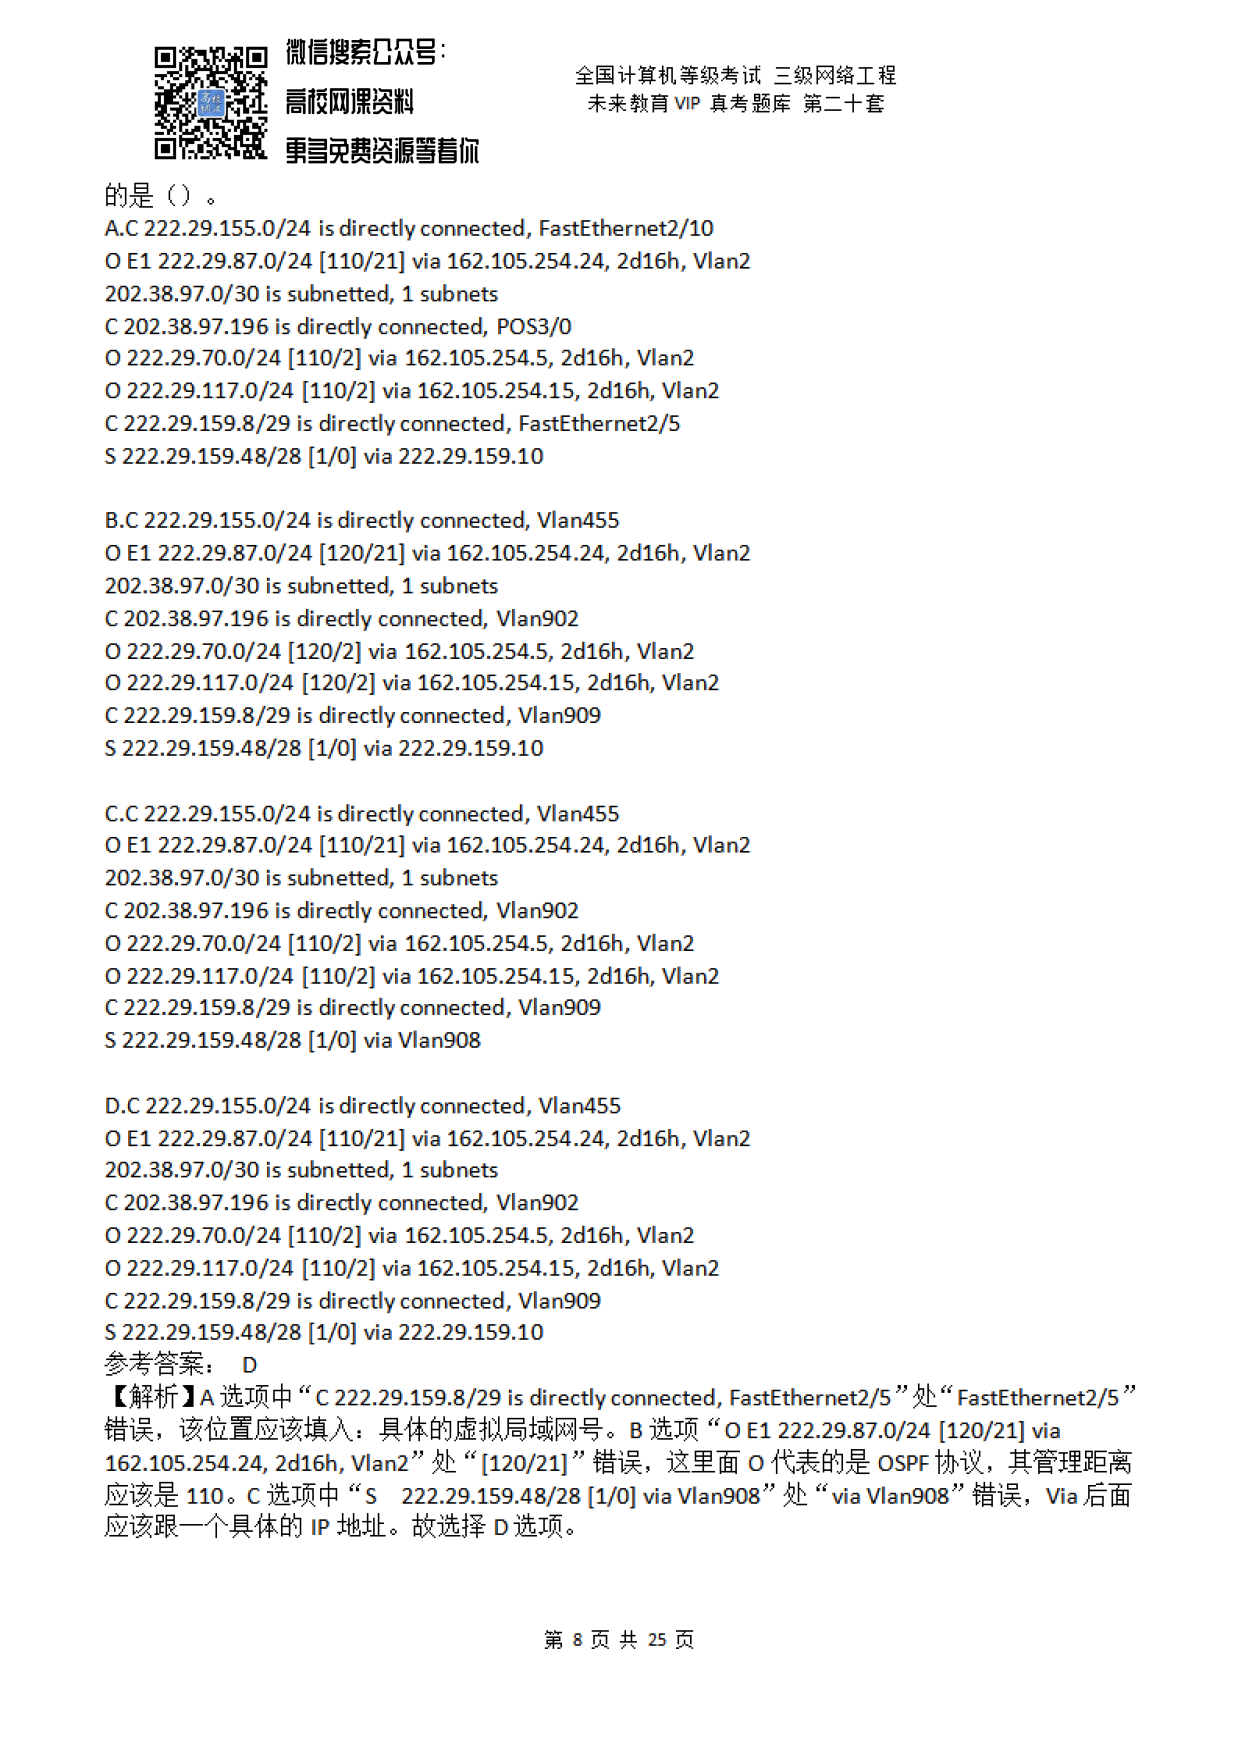 微信搜索公众号：
高校网课资料
更多免费资源等着你
全国计算机等级考试 三级网络工程
未来教育 VIP 真考题库 第二十套
的是（）。
A.C 222.29.155.0/24 is directly connected, FastEthernet2/10
O E1 222.29.87.0/24 [110/21] via 162.105.254.24, 2d16h, Vlan2
202.38.97.0/30 is subnetted, 1 subnets
C 202.38.97.196 is directly connected, POS3/0
O 222.29.70.0/24 [110/2] via 162.105.254.5, 2d16h, Vlan2
O 222.29.117.0/24 [110/2] via 162.105.254.15, 2d16h, Vlan2
C 222.29.159.8/29 is directly connected, FastEthernet2/5
S 222.29.159.48/28 [1/0] via 222.29.159.10
B.C 222.29.155.0/24 is directly connected, Vlan455
O E1 222.29.87.0/24 [120/21] via 162.105.254.24, 2d16h, Vlan2
202.38.97.0/30 is subnetted, 1 subnets
C 202.38.97.196 is directly connected, Vlan902
O 222.29.70.0/24 [120/2] via 162.105.254.5, 2d16h, Vlan2
O 222.29.117.0/24 [120/2] via 162.105.254.15, 2d16h, Vlan2
C 222.29.159.8/29 is directly connected, Vlan909
S 222.29.159.48/28 [1/0] via 222.29.159.10
C.C 222.29.155.0/24 is directly connected, Vlan455
O E1 222.29.87.0/24 [110/21] via 162.105.254.24, 2d16h, Vlan2
202.38.97.0/30 is subnetted, 1 subnets
C 202.38.97.196 is directly connected, Vlan902
O 222.29.70.0/24 [110/2] via 162.105.254.5, 2d16h, Vlan2
O 222.29.117.0/24 [110/2] via 162.105.254.15, 2d16h, Vlan2
C 222.29.159.8/29 is directly connected, Vlan909
S 222.29.159.48/28 [1/0] via Vlan908
D.C 222.29.155.0/24 is directly connected, Vlan455
O E1 222.29.87.0/24 [110/21] via 162.105.254.24, 2d16h, Vlan2
202.38.97.0/30 is subnetted, 1 subnets
C 202.38.97.196 is directly connected, Vlan902
O 222.29.70.0/24 [110/2] via 162.105.254.5, 2d16h, Vlan2
O 222.29.117.0/24 [110/2] via 162.105.254.15, 2d16h, Vlan2
C 222.29.159.8/29 is directly connected, Vlan909
S 222.29.159.48/28 [1/0] via 222.29.159.10
参考答案： D
【解析】A 选项中“C 222.29.159.8/29 is directly connected, FastEthernet2/5”处“FastEthernet2/5”
错误，该位置应该填入：具体的虚拟局域网号。B 选项“O E1 222.29.87.0/24 [120/21] via
162.105.254.24, 2d16h, Vlan2”处“[120/21]”错误，这里面 O 代表的是 OSPF 协议，其管理距离
应该是 110。C 选项中“S 222.29.159.48/28 [1/0] via Vlan908”处“via Vlan908”错误，Via 后面
应该跟一个具体的 IP 地址。故选择 D 选项。
第 8 页 共 25 页